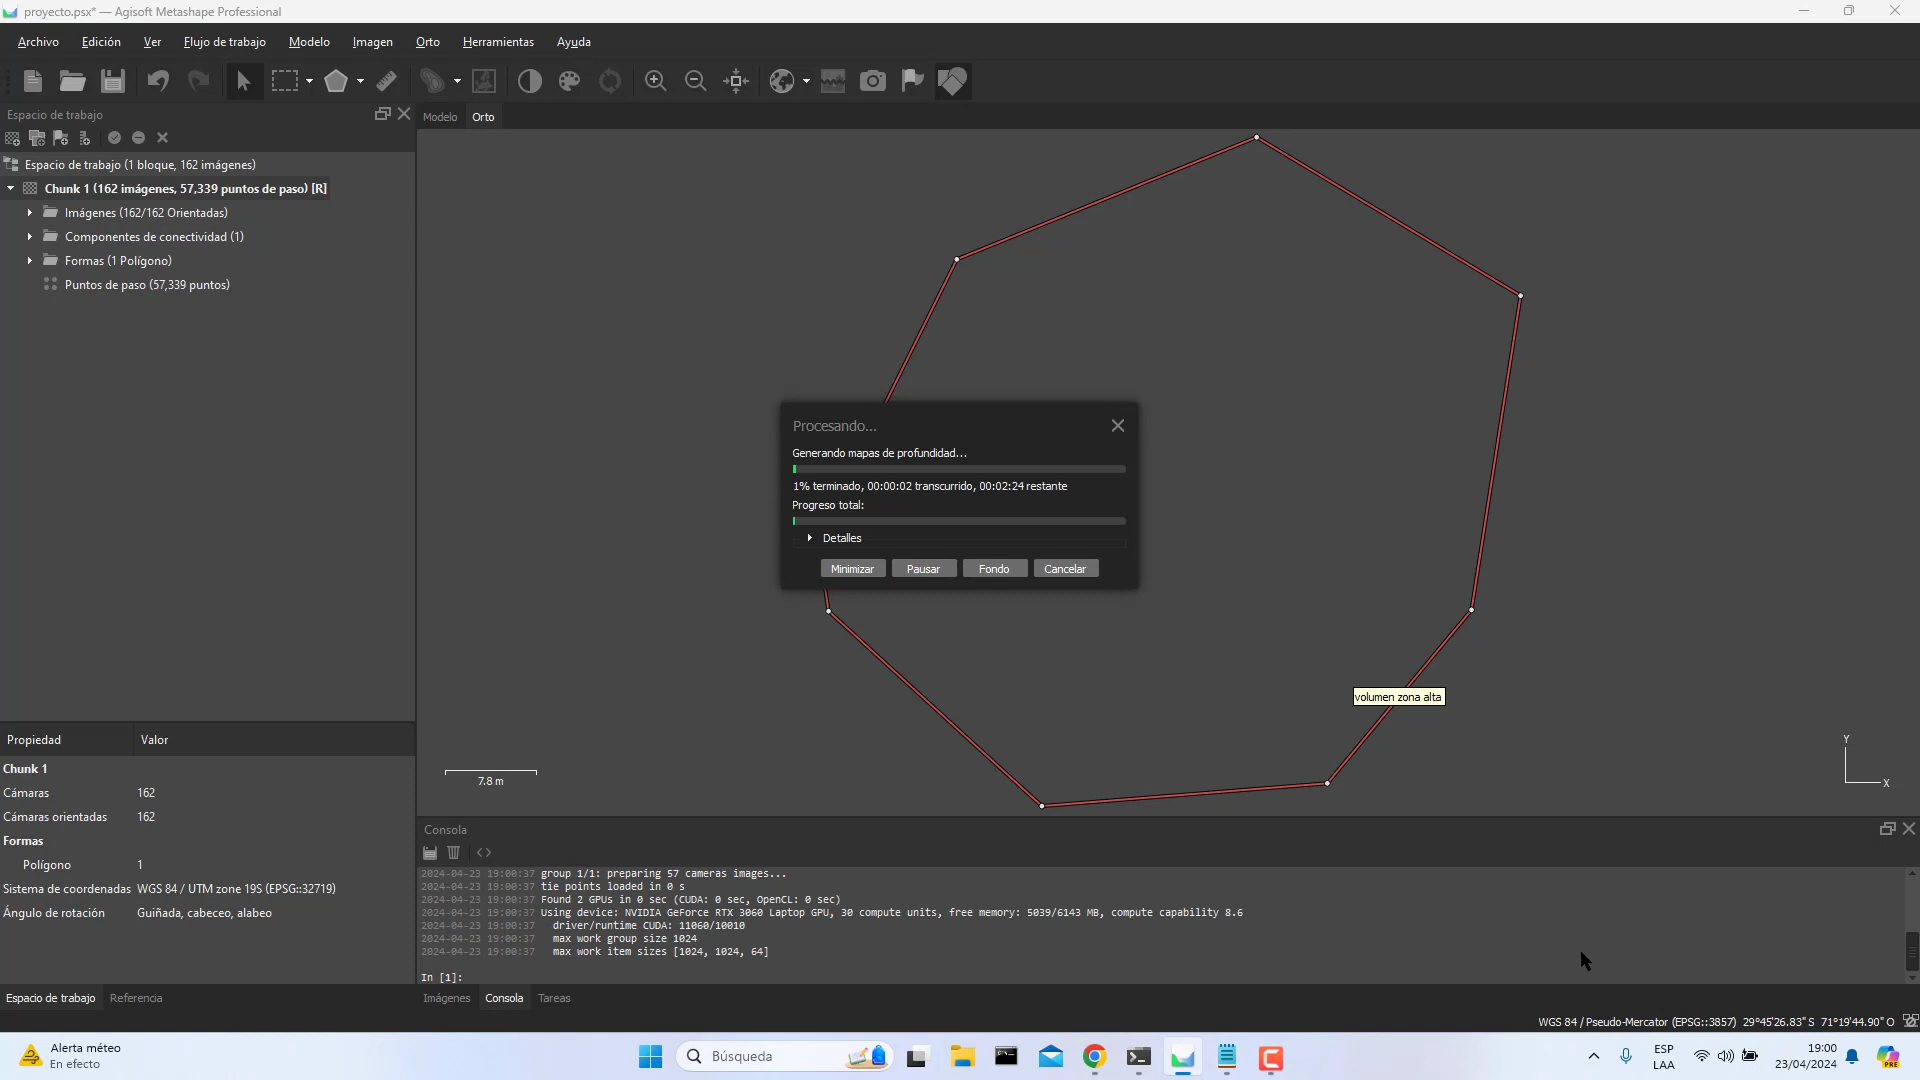 proyecto.psx* — Agisoft Metashape Professional
Archivo Edición Ver Flujo de trabajo Modelo Imagen Orto Herramientas Ayuda
Espacio de trabajo
Modelo Orto
Espacio de trabajo (1 bloque, 162 imágenes)
Chunk 1 (162 imágenes, 57,339 puntos de paso) [R]
Imágenes (162/162 Orientadas)
Componentes de conectividad (1)
Formas (1 Polígono)
Puntos de paso (57,339 puntos)
Procesando...
Generando mapas de profundidad...
1% terminado, 00:00:02 transcurrido, 00:02:24 restante
Progreso total:
Detalles
Minimizar Pausar Fondo Cancelar
volumen zona alta
7.8 m
Y
X
Propiedad Valor
Chunk 1
Cámaras 162
Cámaras orientadas 162
Formas
Polígono 1
Sistema de coordenadas WGS 84 / UTM zone 19S (EPSG::32719)
Ángulo de rotación Guiñada, cabeceo, alabeo
Consola
2024-04-23 19:00:37 group 1/1: preparing 57 cameras images...
2024-04-23 19:00:37 tie points loaded in 0 s
2024-04-23 19:00:37 Found 2 GPUs in 0 sec (CUDA: 0 sec, OpenCL: 0 sec)
2024-04-23 19:00:37 Using device: NVIDIA GeForce RTX 3060 Laptop GPU, 30 compute units, free memory: 5039/6143 MB, compute capability 8.6
2024-04-23 19:00:37 driver/runtime CUDA: 11060/10010
2024-04-23 19:00:37 max work group size 1024
2024-04-23 19:00:37 max work item sizes [1024, 1024, 64]
In [1]:
Espacio de trabajo Referencia
Imágenes Consola Tareas
WGS 84 / Pseudo-Mercator (EPSG::3857) 29°45'26.83" S 71°19'44.90" O
Alerta méteo
En efecto
Búsqueda
ESP
LAA
19:00
23/04/2024
PRE